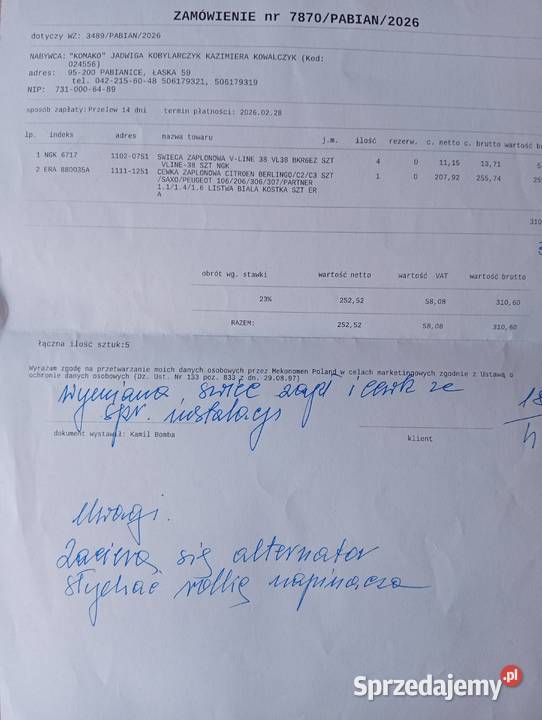 ZAMÓWIENIE nr 7870/PABIAN/2026
dotyczy WZ: 3489/PABIAN/2026
NABYWCA: "KOMAKO" JADWIGA KOBYLARCZYK KAZIMIERA KOWALCZYK (Kod:
024556)
adres: 95-200 PABIANICE, ŁASKA 59
tel. 042-215-60-48 506179321, 506179319
NIP: 731-000-64-89
sposób zapłaty: Przelew 14 dni termin płatności: 2026.02.28
lp. indeks adres nazwa towaru j.m. ilość rezerw. c. netto c. brutto wartość
1 NGK 6717 1102-0751 SWIECA ZAPLONOWA V-LINE 38 VL38 BKR6EZ SZT 4 0 11,15 13,71
VLINE-38 SZT NGK
2 ERA 880035A 1111-1251 CEWKA ZAPLONOWA CITROEN BERLINGO/C2/C3 SZT 1 0 207,92 255,74
/SAXO/PEUGEOT 106/206/306/307/PARTNER
1.1/1.4/1.6 LISTWA BIALA KOSTKA SZT ER
A
310
obrót wg. stawki wartość netto wartość VAT wartość brutto
23% 252,52 58,08 310,60
RAZEM: 252,52 58,08 310,60
łączna ilość sztuk:5
Wyrażam zgodę na przetwarzanie moich danych osobowych przez Mekonomen Poland w celach marketingowych zgodnie z Ustawą o
ochronie danych osobowych (Dz. Ust. Nr 133 poz. 833 z dn. 29.08.97)
wymiana świec zapł i cewk ze
spr. instalacji
dokument wystawił: Kamil Bomba klient
Uwagi.
Zaciera się alternator
słychać rolkę napinacza
Sprzedajemy.pl